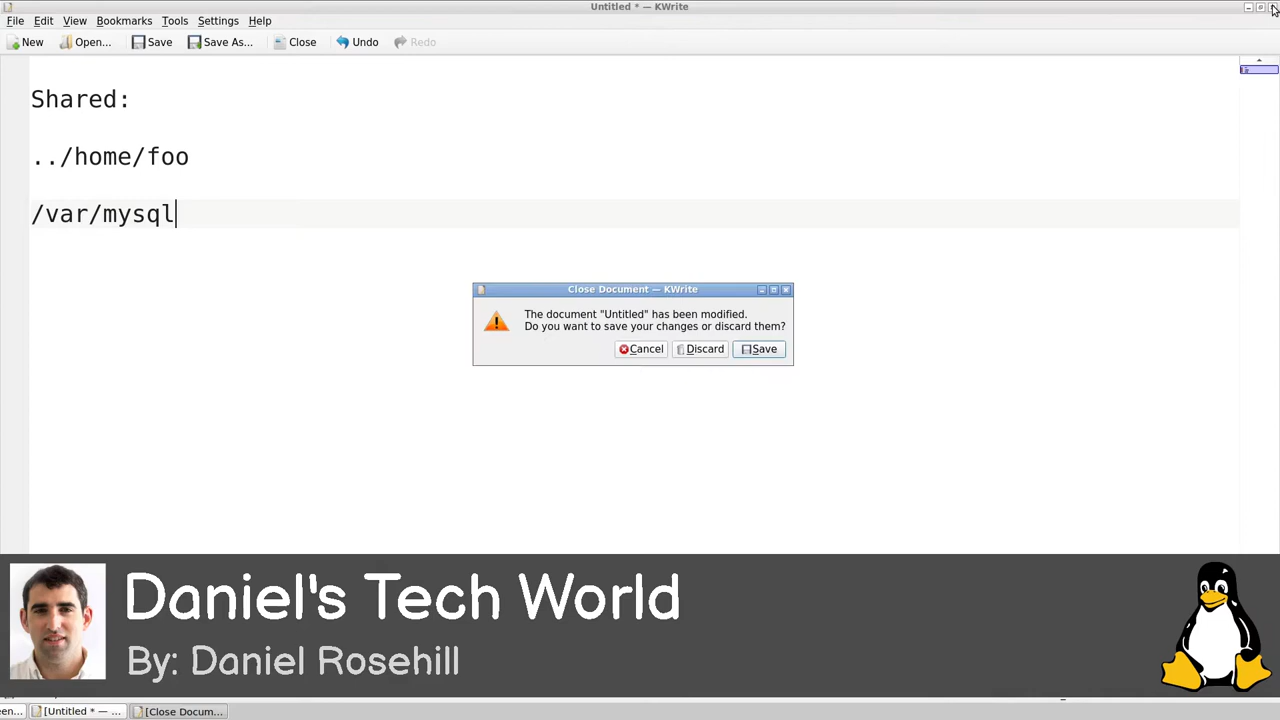 Untitled * — KWrite
File Edit View Bookmarks Tools Settings Help
New Open... Save Save As... Close Undo Redo
Shared:
../home/foo
/var/mysql
Close Document — KWrite
The document "Untitled" has been modified.
Do you want to save your changes or discard them?
Cancel Discard Save
Daniel's Tech World
By: Daniel Rosehill
een... [Untitled * — ... [Close Docum...